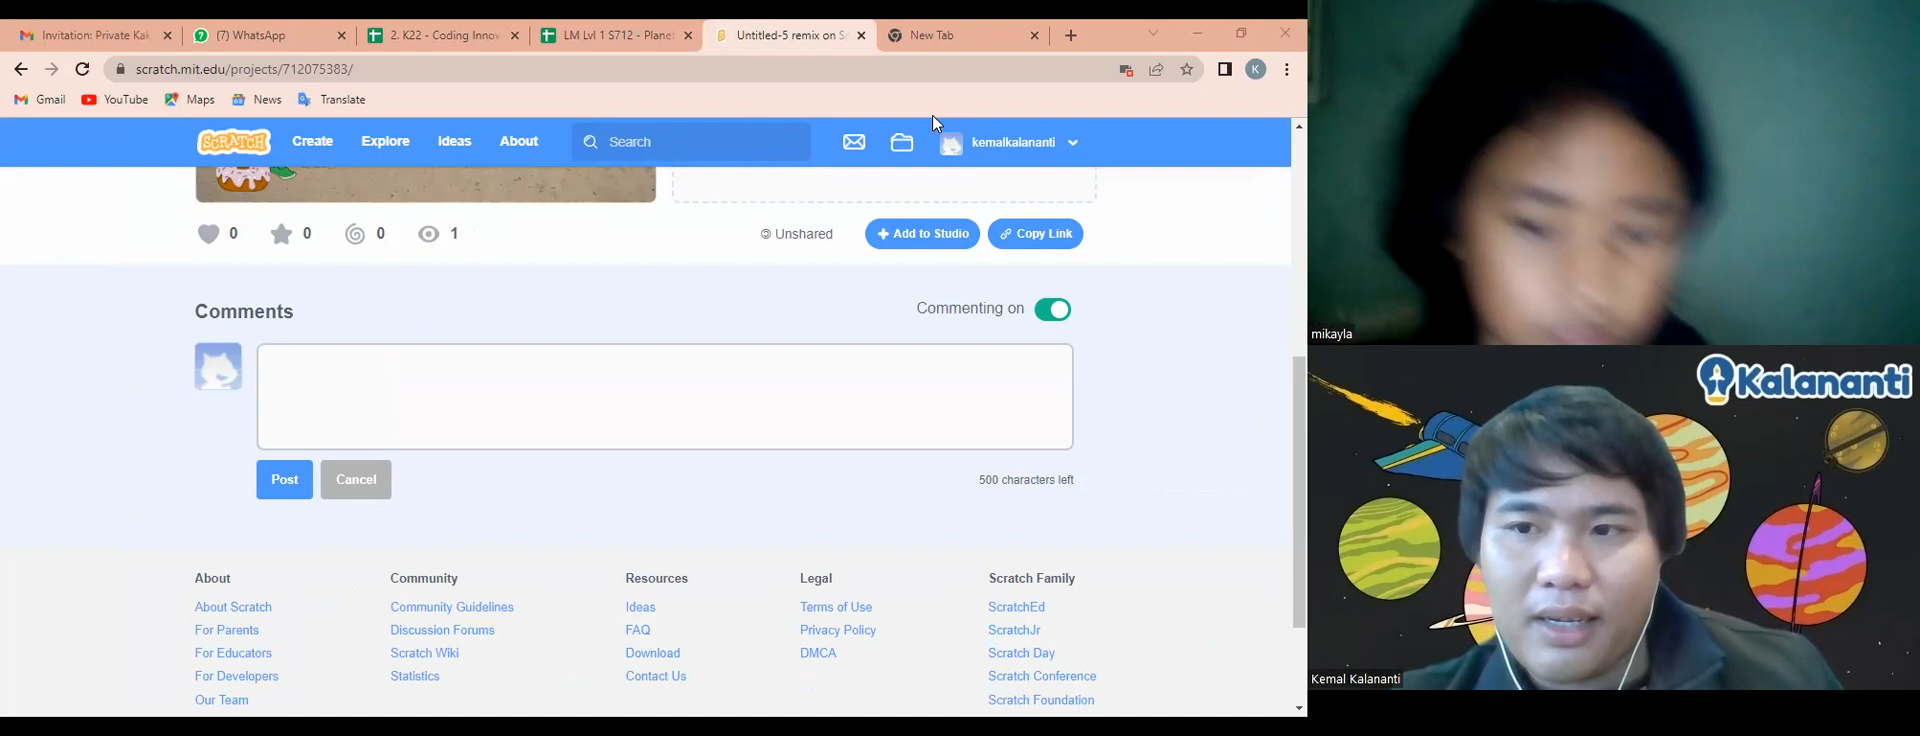 Invitation: Private Kak
(7) WhatsApp
2. K22 - Coding Innov
LM Lvl 1 S712 - Planet
Untitled-5 remix on S
New Tab
scratch.mit.edu/projects/712075383/
K
Gmail
YouTube
Maps
News
Translate
SCRATCH
Create
Explore
Ideas
About
Search
kemalkalananti
0
0
0
1
Unshared
Add to Studio
Copy Link
Comments
Commenting on
Post
Cancel
500 characters left
About
About Scratch
For Parents
For Educators
For Developers
Our Team
Community
Community Guidelines
Discussion Forums
Scratch Wiki
Statistics
Resources
Ideas
FAQ
Download
Contact Us
Legal
Terms of Use
Privacy Policy
DMCA
Scratch Family
ScratchEd
ScratchJr
Scratch Day
Scratch Conference
Scratch Foundation
mikayla
Kalananti
Kemal Kalananti